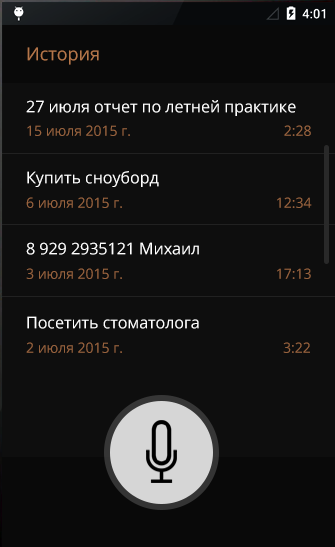 4:01
История
27 июля отчет по летней практике
15 июля 2015 г. 2:28
Купить сноуборд
6 июля 2015 г. 12:34
8 929 2935121 Михаил
3 июля 2015 г. 17:13
Посетить стоматолога
2 июля 2015 г. 3:22